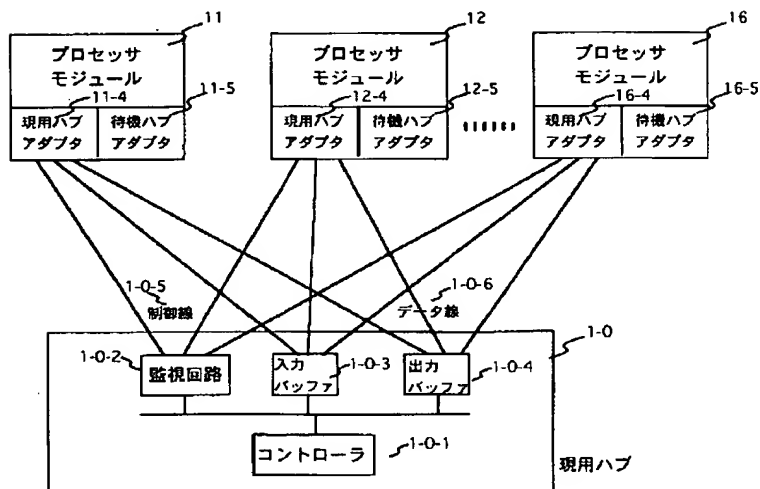 11
12
16
プロセッサ
モジュール
プロセッサ
モジュール
プロセッサ
モジュール
11-4
11-5
12-4
12-5
16-4
16-5
現用ハブ
アダプタ
待機ハブ
アダプタ
現用ハブ
アダプタ
待機ハブ
アダプタ
現用ハブ
アダプタ
待機ハブ
アダプタ
1-0-5
制御線
1-0-6
データ線
1-0
1-0-2
監視回路
入力
バッファ
1-0-3
出力
バッファ
1-0-4
コントローラ
1-0-1
現用ハブ